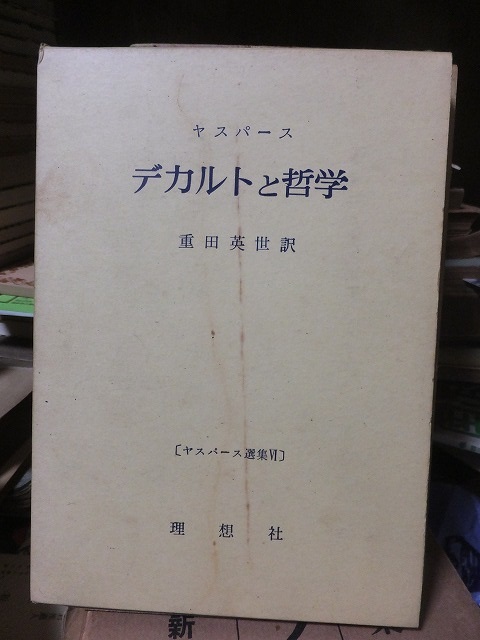 ヤスパース
デカルトと哲学
重田英世訳
〔ヤスパース選集Ⅵ〕
理想社
新